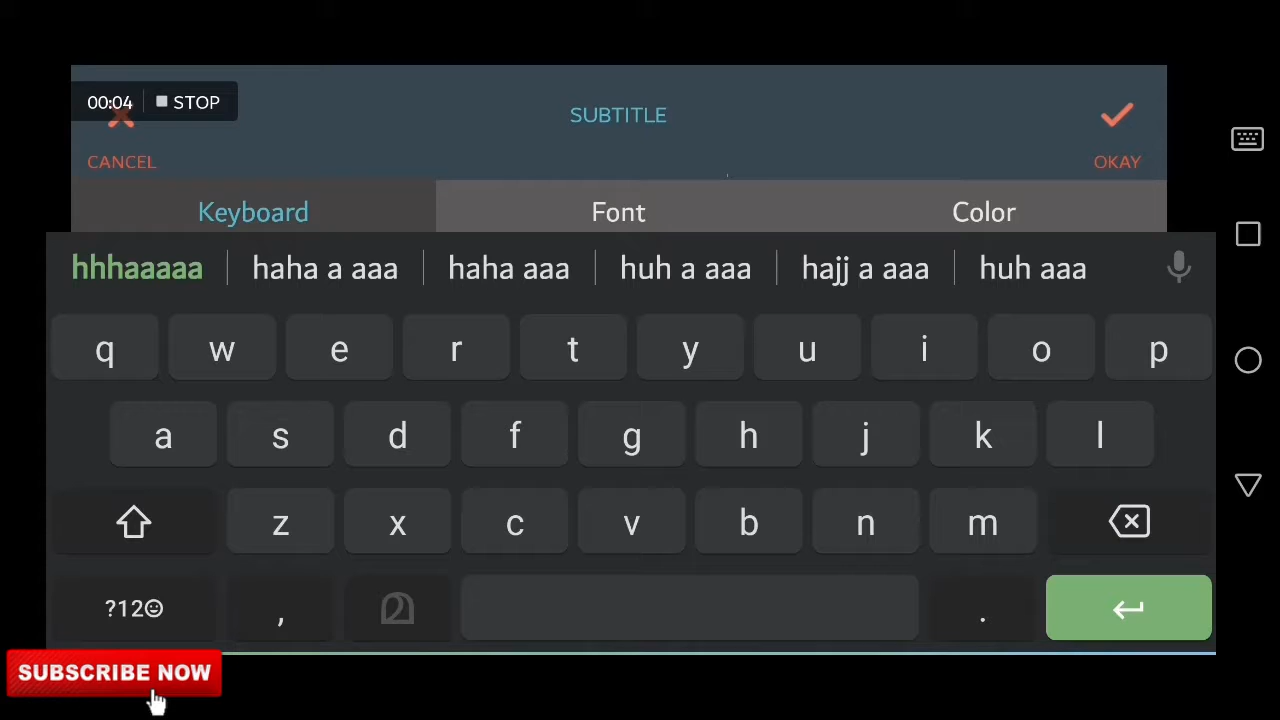 00:04 STOP
SUBTITLE
CANCEL
OKAY
Keyboard Font Color
hhhaaaaa haha a aaa haha aaa huh a aaa hajj a aaa huh aaa
q w e r t y u i o p
a s d f g h j k l
z x c v b n m
?12☺ , മ .
SUBSCRIBE NOW